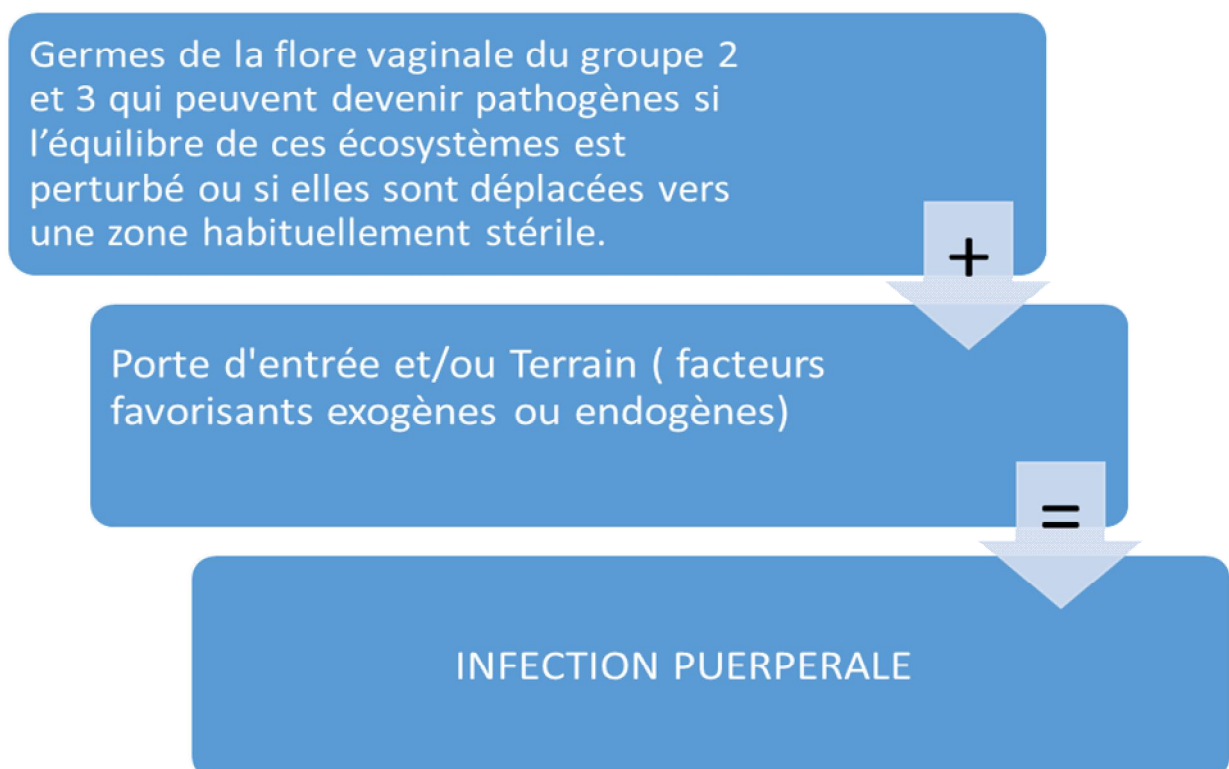 Germes de la flore vaginale du groupe 2
et 3 qui peuvent devenir pathogènes si
l’équilibre de ces écosystèmes est
perturbé ou si elles sont déplacées vers
une zone habituellement stérile.
+
Porte d'entrée et/ou Terrain ( facteurs
favorisants exogènes ou endogènes)
=
INFECTION PUERPERALE